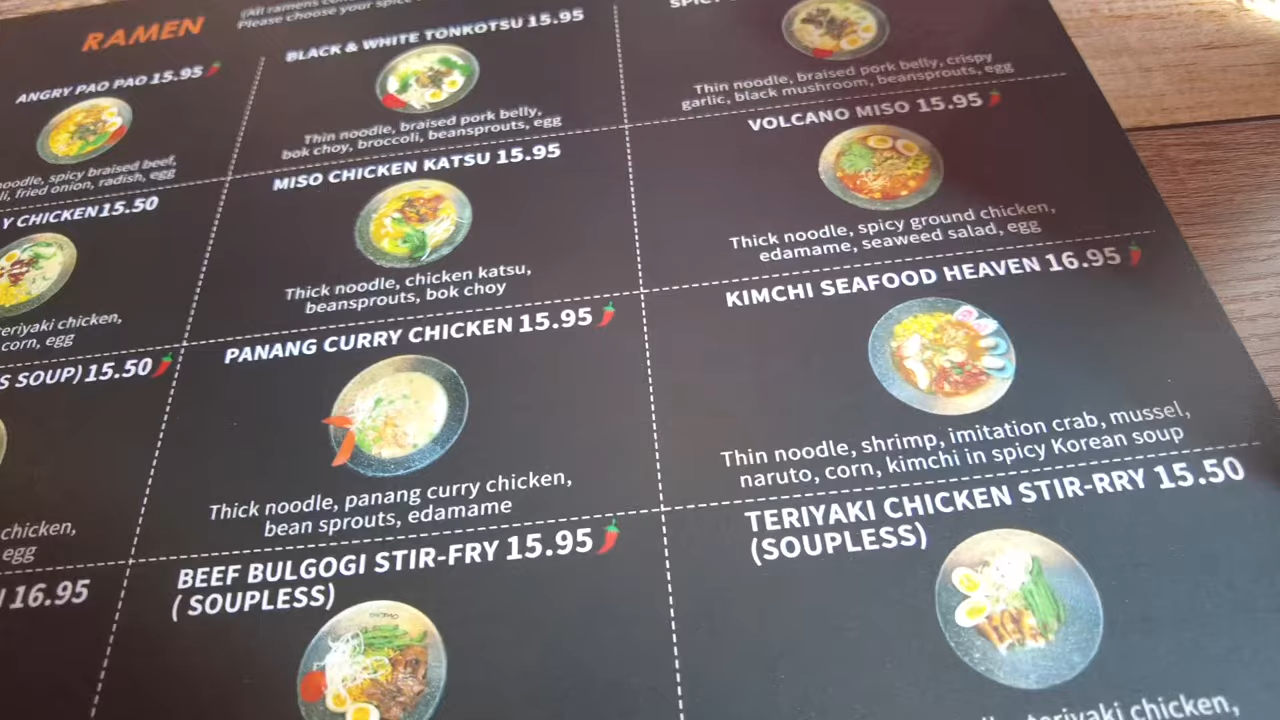 RAMEN
(All ramens
Please choose your spice
ANGRY PAO PAO 15.95
noodle, spicy braised beef,
fried onion, radish, egg
Y CHICKEN 15.50
teriyaki chicken,
corn, egg
S SOUP) 15.50
chicken,
egg
16.95
BLACK & WHITE TONKOTSU 15.95
Thin noodle, braised pork belly,
bok choy, broccoli, beansprouts, egg
MISO CHICKEN KATSU 15.95
Thick noodle, chicken katsu,
beansprouts, bok choy
PANANG CURRY CHICKEN 15.95
Thick noodle, panang curry chicken,
bean sprouts, edamame
BEEF BULGOGI STIR-FRY 15.95
( SOUPLESS)
Thin noodle, braised pork belly, crispy
garlic, black mushroom, beansprouts, egg
VOLCANO MISO 15.95
Thick noodle, spicy ground chicken,
edamame, seaweed salad, egg
KIMCHI SEAFOOD HEAVEN 16.95
Thin noodle, shrimp, imitation crab, mussel,
naruto, corn, kimchi in spicy Korean soup
TERIYAKI CHICKEN STIR-RRY 15.50
(SOUPLESS)
teriyaki chicken,